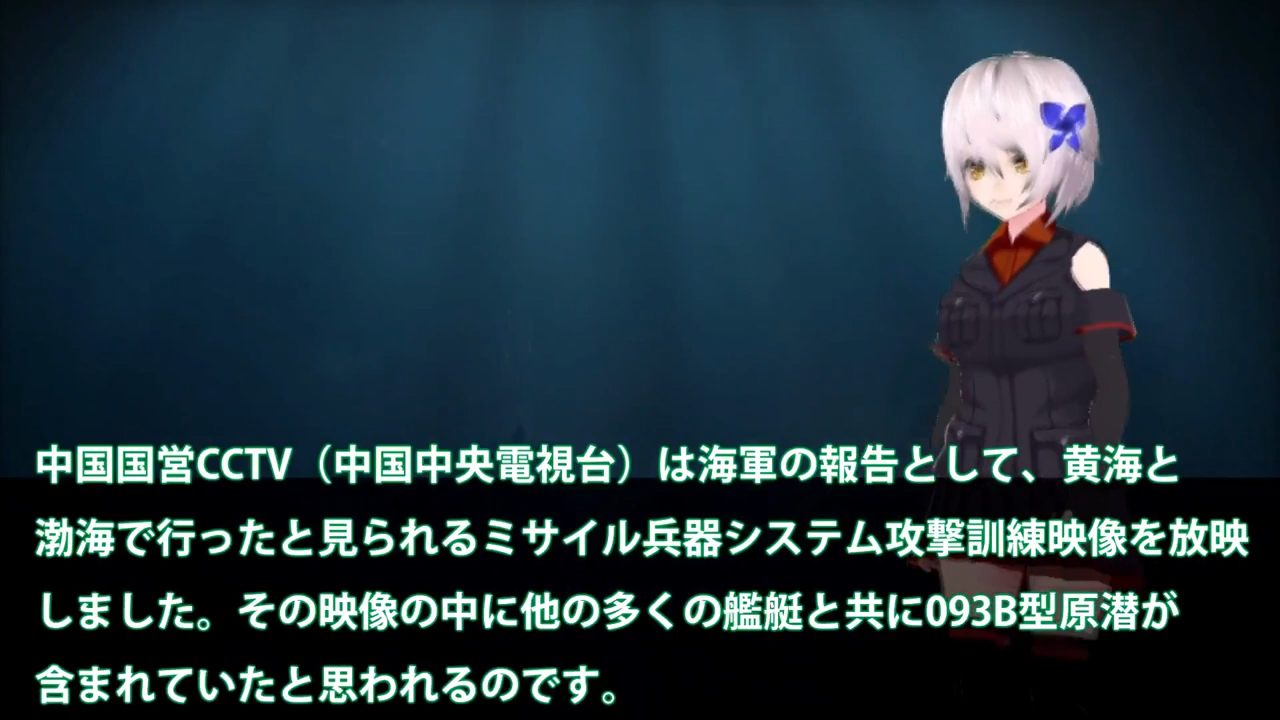 中国国営CCTV（中国中央電視台）は海軍の報告として、黄海と
渤海で行ったと見られるミサイル兵器システム攻撃訓練映像を放映
しました。その映像の中に他の多くの艦艇と共に093B型原潜が
含まれていたと思われるのです。